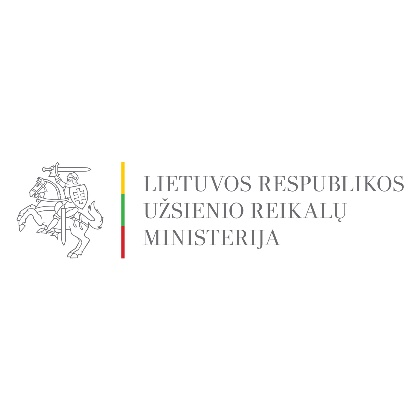 LIETUVOS RESPUBLIKOS
UŽSIENIO REIKALŲ
MINISTERIJA